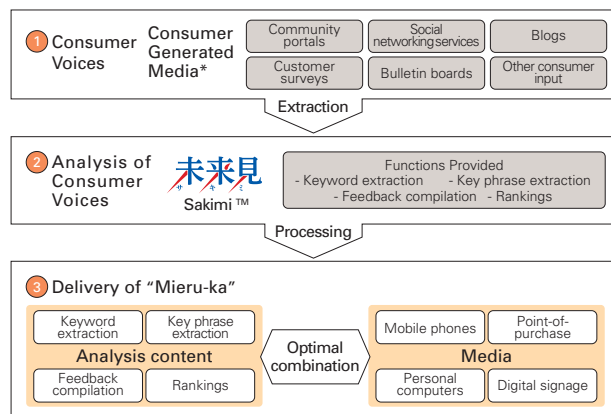 1 Consumer Voices
Consumer Generated Media*
Community portals
Social networking services
Blogs
Customer surveys
Bulletin boards
Other consumer input
Extraction
2 Analysis of Consumer Voices
未来見
サキミ
Sakimi ™
Functions Provided
- Keyword extraction - Key phrase extraction
- Feedback compilation - Rankings
Processing
3 Delivery of “Mieru-ka”
Keyword extraction
Key phrase extraction
Analysis content
Feedback compilation
Rankings
Optimal combination
Mobile phones
Point-of-purchase
Media
Personal computers
Digital signage